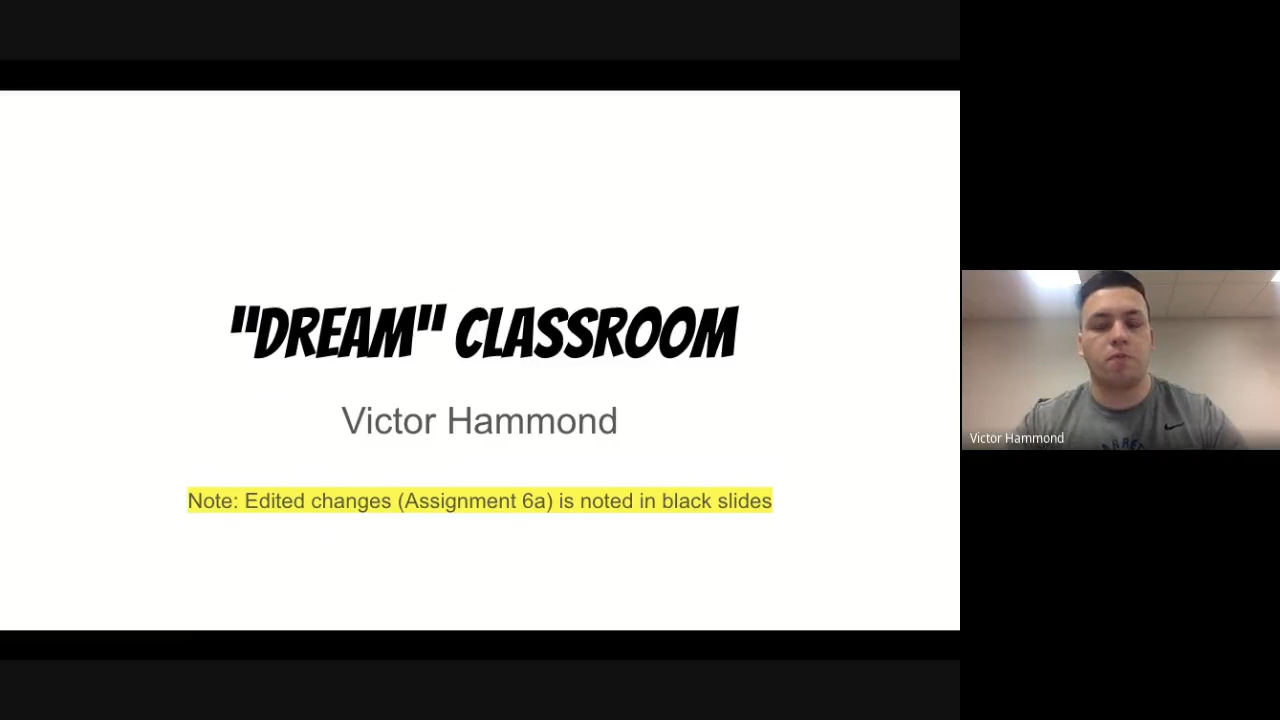 "DREAM" CLASSROOM
Victor Hammond
Note: Edited changes (Assignment 6a) is noted in black slides
Victor Hammond